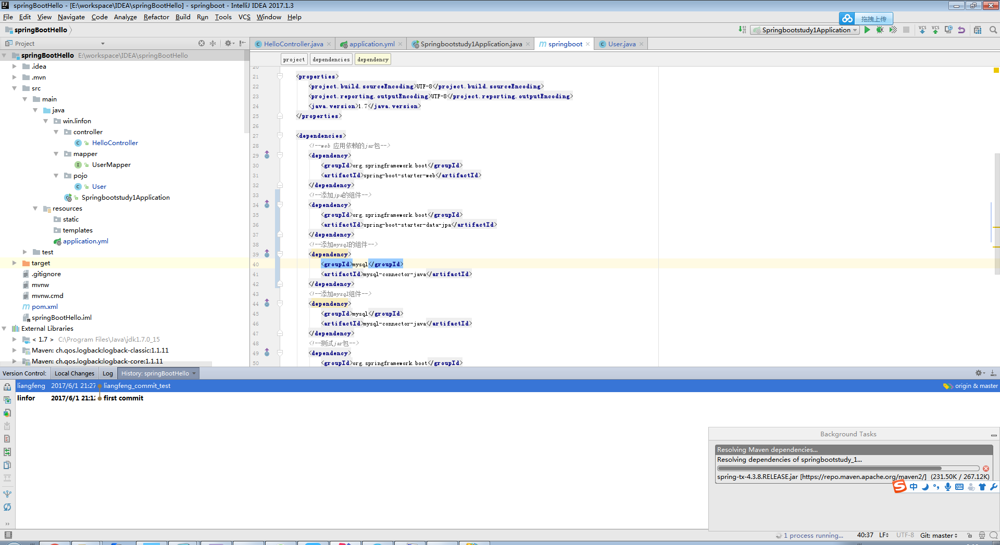 springBootHello - [E:\workspace\IDEA\springBootHello] - springboot - IntelliJ IDEA 2017.1.3
File Edit View Navigate Code Analyze Refactor Build Run Tools VCS Window Help
拖拽上传
springBootHello
Springbootstudy1Application
VCS VCS
Project
HelloController.java application.yml Springbootstudy1Application.java springboot User.java
springBootHello E:\workspace\IDEA\springBootHello
.idea
.mvn
src
main
java
win.linfon
controller
HelloController
mapper
UserMapper
pojo
User
Springbootstudy1Application
resources
static
templates
application.yml
test
target
.gitignore
mvnw
mvnw.cmd
pom.xml
springBootHello.iml
External Libraries
< 1.7 > C:\Program Files\Java\jdk1.7.0_15
Maven: ch.qos.logback:logback-classic:1.1.11
Maven: ch.qos.logback:logback-core:1.1.11
project dependencies dependency
20
21 <properties>
22 <project.build.sourceEncoding>UTF-8</project.build.sourceEncoding>
23 <project.reporting.outputEncoding>UTF-8</project.reporting.outputEncoding>
24 <java.version>1.7</java.version>
25 </properties>
26
27 <dependencies>
28 <!--web 应用依赖的jar包-->
29 <dependency>
30 <groupId>org.springframework.boot</groupId>
31 <artifactId>spring-boot-starter-web</artifactId>
32 </dependency>
33 <!--添加jpa的组件-->
34 <dependency>
35 <groupId>org.springframework.boot</groupId>
36 <artifactId>spring-boot-starter-data-jpa</artifactId>
37 </dependency>
38 <!--添加mysql的组件-->
39 <dependency>
40 <groupId>mysql</groupId>
41 <artifactId>mysql-connector-java</artifactId>
42 </dependency>
43 <!--添加mysql组件-->
44 <dependency>
45 <groupId>mysql</groupId>
46 <artifactId>mysql-connector-java</artifactId>
47 </dependency>
48 <!--测试jar包-->
49 <dependency>
50 <groupId>org.springframework.boot</groupId>
Version Control: Local Changes Log History: springBootHello
liangfeng 2017/6/1 21:27 liangfeng_commit_test origin & master
linfor 2017/6/1 21:12 first commit
Background Tasks
Resolving Maven dependencies...
Resolving dependencies of springbootstudy_1...
spring-tx-4.3.8.RELEASE.jar [https://repo.maven.apache.org/maven2/] (231.50K / 267.12K)
中
1 process running... 40:37 LF UTF-8 Git: master